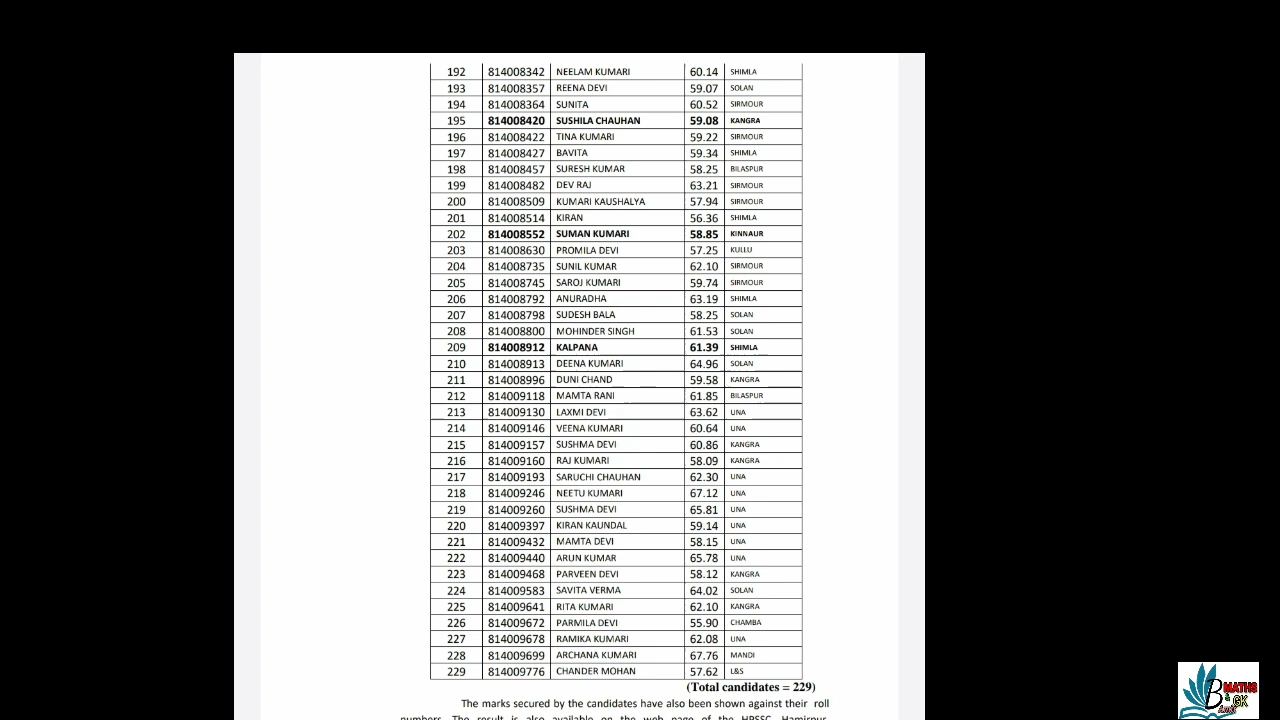 192 814008342 NEELAM KUMARI 60.14 SHIMLA
193 814008357 REENA DEVI 59.07 SOLAN
194 814008364 SUNITA 60.52 SIRMOUR
195 814008420 SUSHILA CHAUHAN 59.08 KANGRA
196 814008422 TINA KUMARI 59.22 SIRMOUR
197 814008427 BAVITA 59.34 SHIMLA
198 814008457 SURESH KUMAR 58.25 BILASPUR
199 814008482 DEV RAJ 63.21 SIRMOUR
200 814008509 KUMARI KAUSHALYA 57.94 SIRMOUR
201 814008514 KIRAN 56.36 SHIMLA
202 814008552 SUMAN KUMARI 58.85 KINNAUR
203 814008630 PROMILA DEVI 57.25 KULLU
204 814008735 SUNIL KUMAR 62.10 SIRMOUR
205 814008745 SAROJ KUMARI 59.74 SIRMOUR
206 814008792 ANURADHA 63.19 SHIMLA
207 814008798 SUDESH BALA 58.25 SOLAN
208 814008800 MOHINDER SINGH 61.53 SOLAN
209 814008912 KALPANA 61.39 SHIMLA
210 814008913 DEENA KUMARI 64.96 SOLAN
211 814008996 DUNI CHAND 59.58 KANGRA
212 814009118 MAMTA RANI 61.85 BILASPUR
213 814009130 LAXMI DEVI 63.62 UNA
214 814009146 VEENA KUMARI 60.64 UNA
215 814009157 SUSHMA DEVI 60.86 KANGRA
216 814009160 RAJ KUMARI 58.09 KANGRA
217 814009193 SARUCHI CHAUHAN 62.30 UNA
218 814009246 NEETU KUMARI 67.12 UNA
219 814009260 SUSHMA DEVI 65.81 UNA
220 814009397 KIRAN KAUNDAL 59.14 UNA
221 814009432 MAMTA DEVI 58.15 UNA
222 814009440 ARUN KUMAR 65.78 UNA
223 814009468 PARVEEN DEVI 58.12 KANGRA
224 814009583 SAVITA VERMA 64.02 SOLAN
225 814009641 RITA KUMARI 62.10 KANGRA
226 814009672 PARMILA DEVI 55.90 CHAMBA
227 814009678 RAMIKA KUMARI 62.08 UNA
228 814009699 ARCHANA KUMARI 67.76 MANDI
229 814009776 CHANDER MOHAN 57.62 L&S
(Total candidates = 229)
The marks secured by the candidates have also been shown against their roll
numbers. The result is also available on the web page of the HPSSC, Hamirpur
B MATHS
& GK